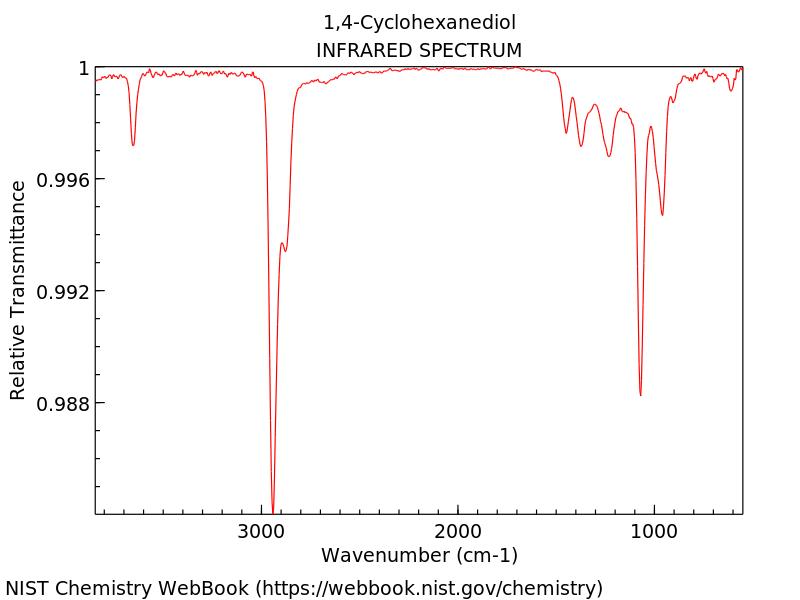 1,4-Cyclohexanediol
INFRARED SPECTRUM
1
0.996
0.992
0.988
Relative Transmittance
3000 2000 1000
Wavenumber (cm-1)
NIST Chemistry WebBook (https://webbook.nist.gov/chemistry)